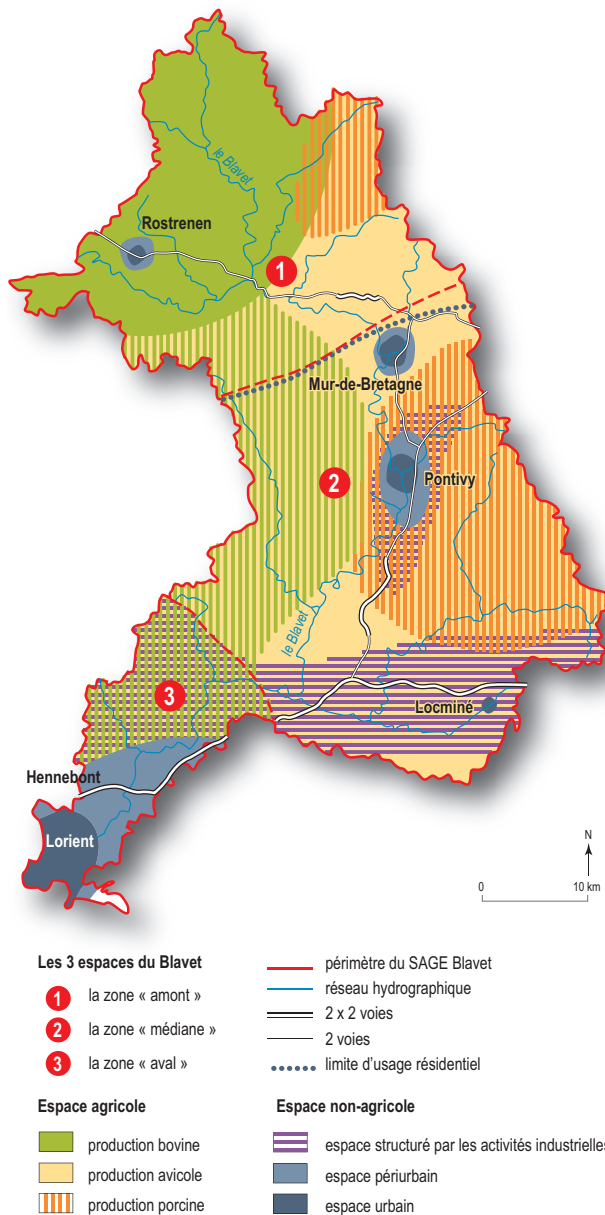 le Blavet
Rostrenen
1
Mur-de-Bretagne
2
Pontivy
le Blavet
3
Locminé
Hennebont
Lorient
N
0 10 km
Les 3 espaces du Blavet
1 la zone « amont »
2 la zone « médiane »
3 la zone « aval »
périmètre du SAGE Blavet
réseau hydrographique
2 x 2 voies
2 voies
limite d'usage résidentiel
Espace agricole
production bovine
production avicole
production porcine
Espace non-agricole
espace structuré par les activités industrielles
espace périurbain
espace urbain